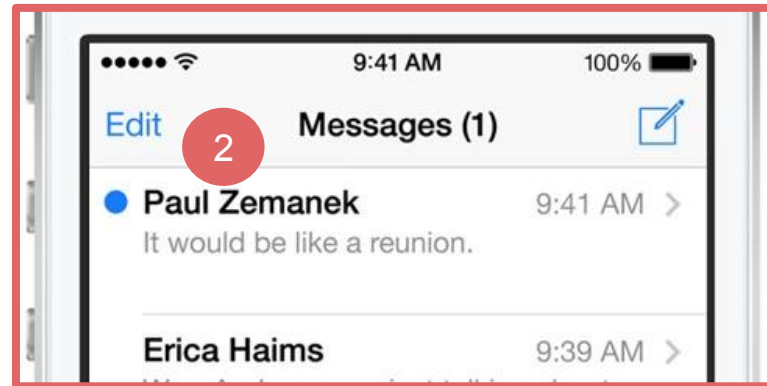 9:41 AM 100%
Edit 2 Messages (1)
Paul Zemanek 9:41 AM
It would be like a reunion.
Erica Haims 9:39 AM